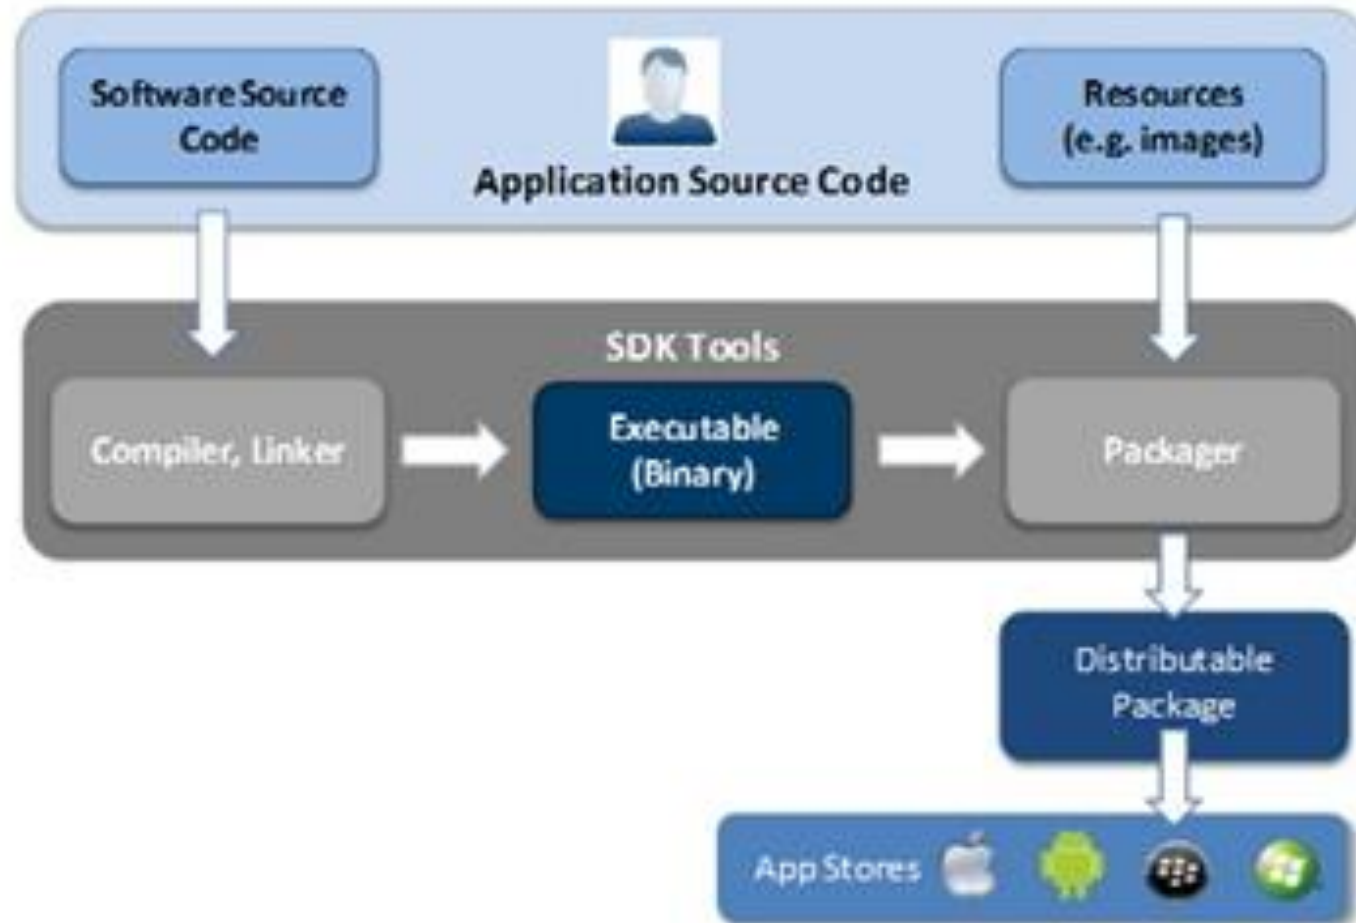 Software Source
Code
Application Source Code
Resources
(e.g. images)
SDK Tools
Compiler, Linker
Executable
(Binary)
Packager
Distributable
Package
App Stores